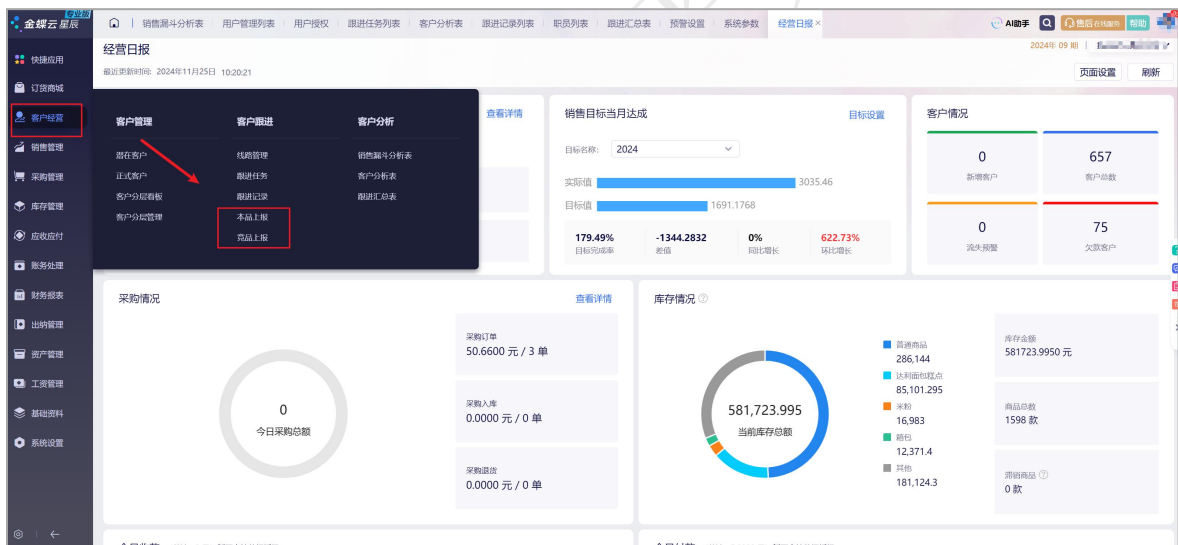 金蝶云星辰 专业版
销售漏斗分析表 用户管理列表 用户授权 跟进任务列表 客户分析表 跟进记录列表 职员列表 跟进汇总表 预警设置 系统参数 经营日报 ×
AI助手 售后在线服务 帮助
经营日报
2024年 09 期
最近更新时间: 2024年11月25日 10:20:21
页面设置 刷新
快捷应用
订货商城
客户经营
销售管理
采购管理
库存管理
应收应付
账务处理
财务报表
出纳管理
资产管理
工资管理
基础资料
系统设置
客户管理 客户跟进 客户分析
潜在客户 线路管理 销售漏斗分析表
正式客户 跟进任务 客户分析表
客户分层看板 跟进记录 跟进汇总表
客户分层管理 本品上报
竞品上报
查看详情
销售目标当月达成 目标设置
目标名称: 2024
实际值 3035.46
目标值 1691.1768
179.49% -1344.2832 0% 622.73%
目标完成率 差值 同比增长 环比增长
客户情况
0 657
新增客户 客户总数
0 75
流失预警 欠款客户
采购情况 查看详情
0
今日采购总额
采购订单
50.6600 元 / 3 单
采购入库
0.0000 元 / 0 单
采购退货
0.0000 元 / 0 单
库存情况
581,723.995
当前库存总额
普通商品
286,144
达利面包糕点
85,101.295
米粉
16,983
箱包
12,371.4
其他
181,124.3
库存金额
581723.9950 元
商品总数
1598 款
滞销商品
0 款